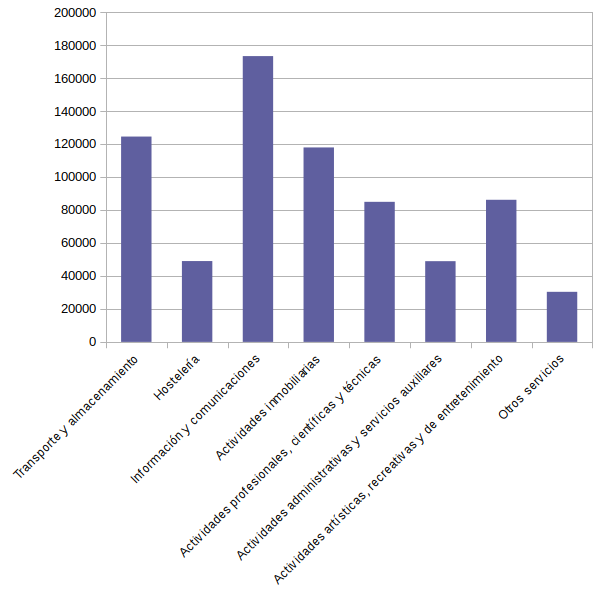 200000
180000
160000
140000
120000
100000
80000
60000
40000
20000
0
Transporte y almacenamiento
Hostelería
Información y comunicaciones
Actividades inmobiliarias
Actividades profesionales, científicas y técnicas
Actividades administrativas y servicios auxiliares
Actividades artísticas, recreativas y de entretenimiento
Otros servicios